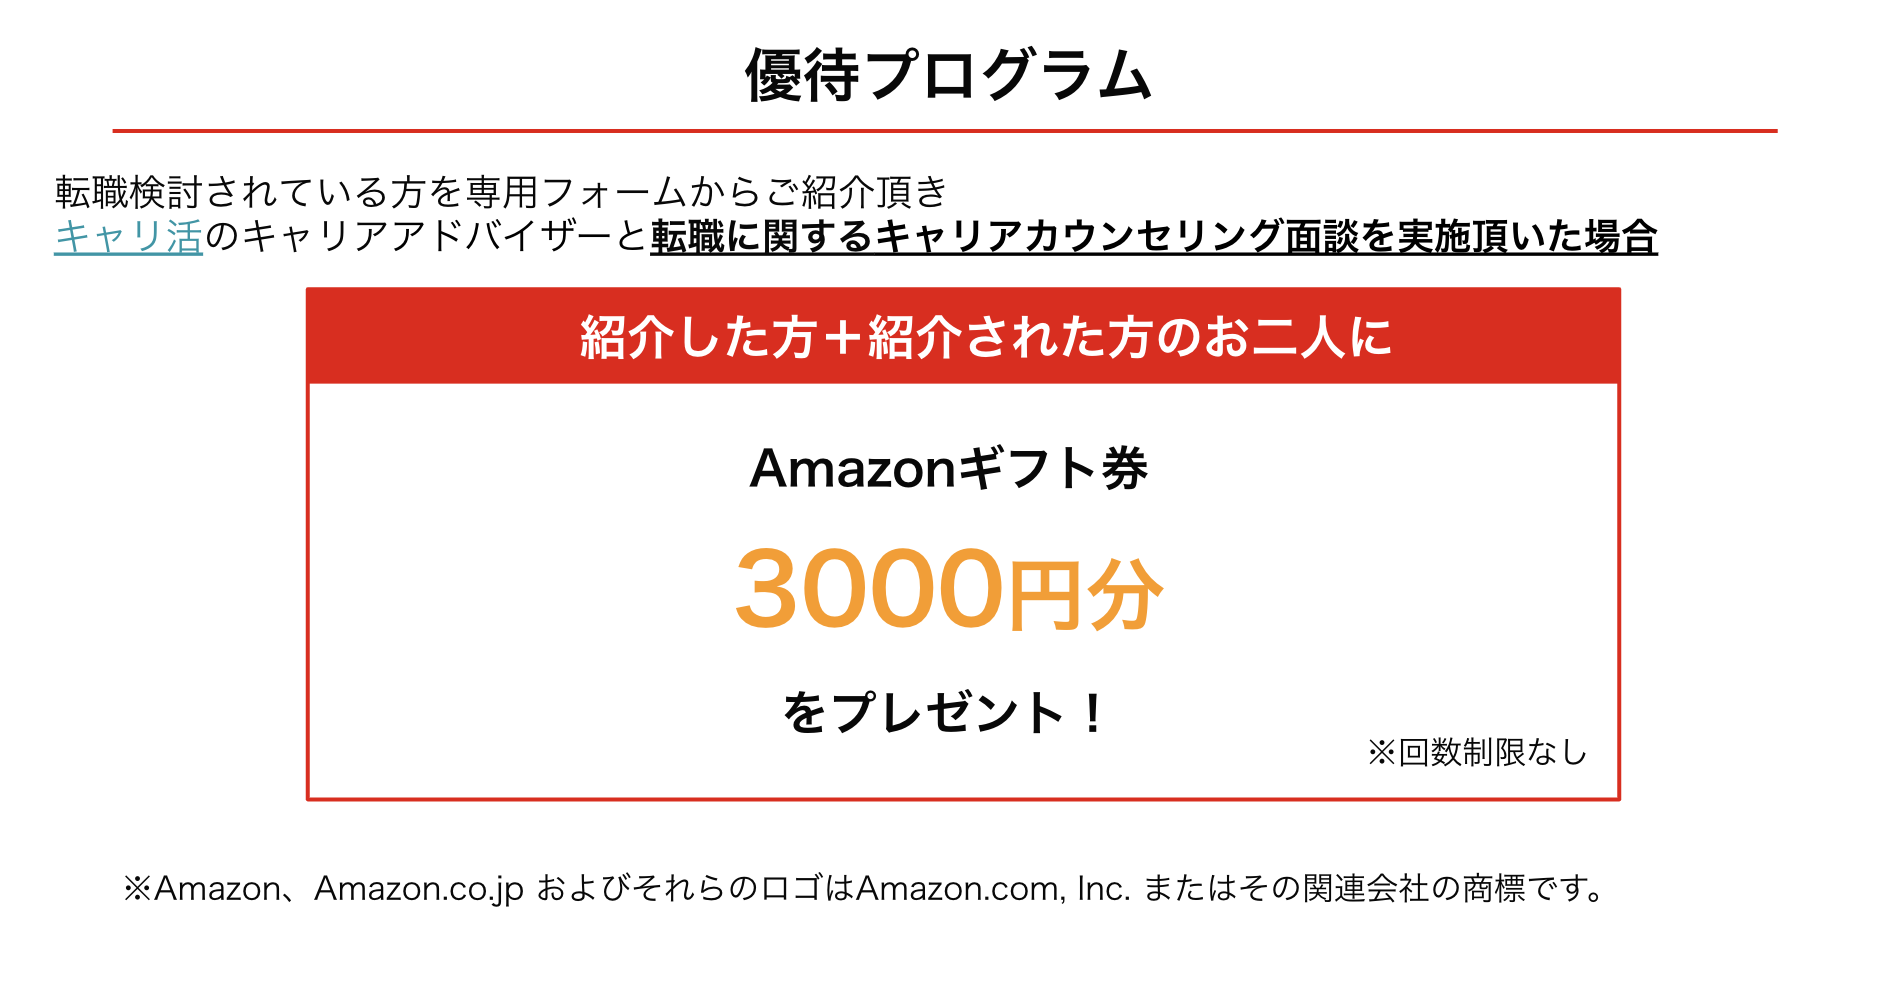 優待プログラム
転職検討されている方を専用フォームからご紹介頂き
キャリ活のキャリアアドバイザーと転職に関するキャリアカウンセリング面談を実施頂いた場合
紹介した方＋紹介された方のお二人に
Amazonギフト券
3000円分
をプレゼント！
※回数制限なし
※Amazon、Amazon.co.jp およびそれらのロゴはAmazon.com, Inc. またはその関連会社の商標です。